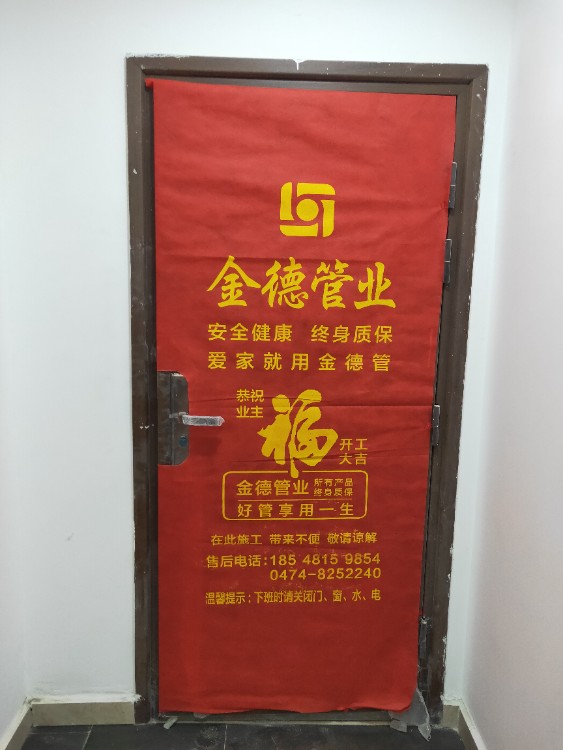 金德管业
安全健康 终身质保
爱家就用金德管
恭祝
业主
福
开工
大吉
金德管业
所有产品
终身质保
好管享用一生
在此施工 带来不便 敬请谅解
售后电话:185 4815 9854
0474-8252240
温馨提示:下班时请关闭门、窗、水、电